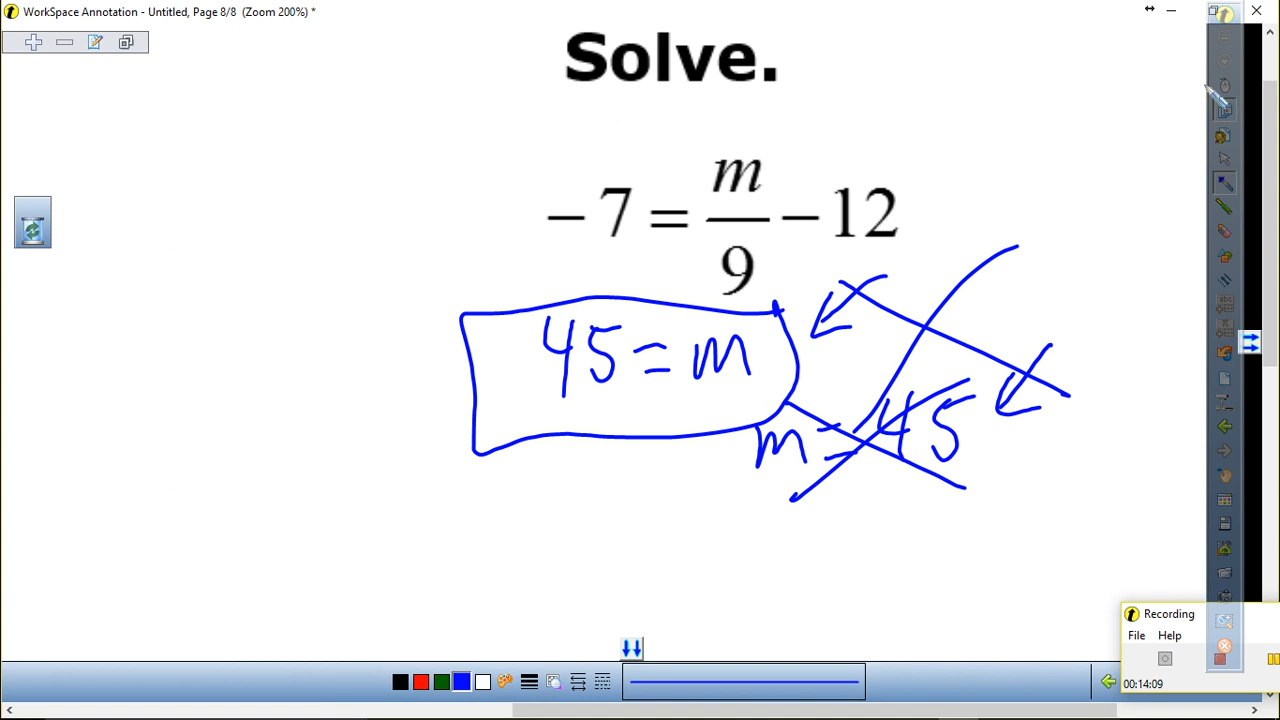 WorkSpace Annotation - Untitled, Page 8/8 (Zoom 200%) *
Solve.
-7 = m/9 - 12
45 = m
m = 45
Recording
File Help
00:14:09